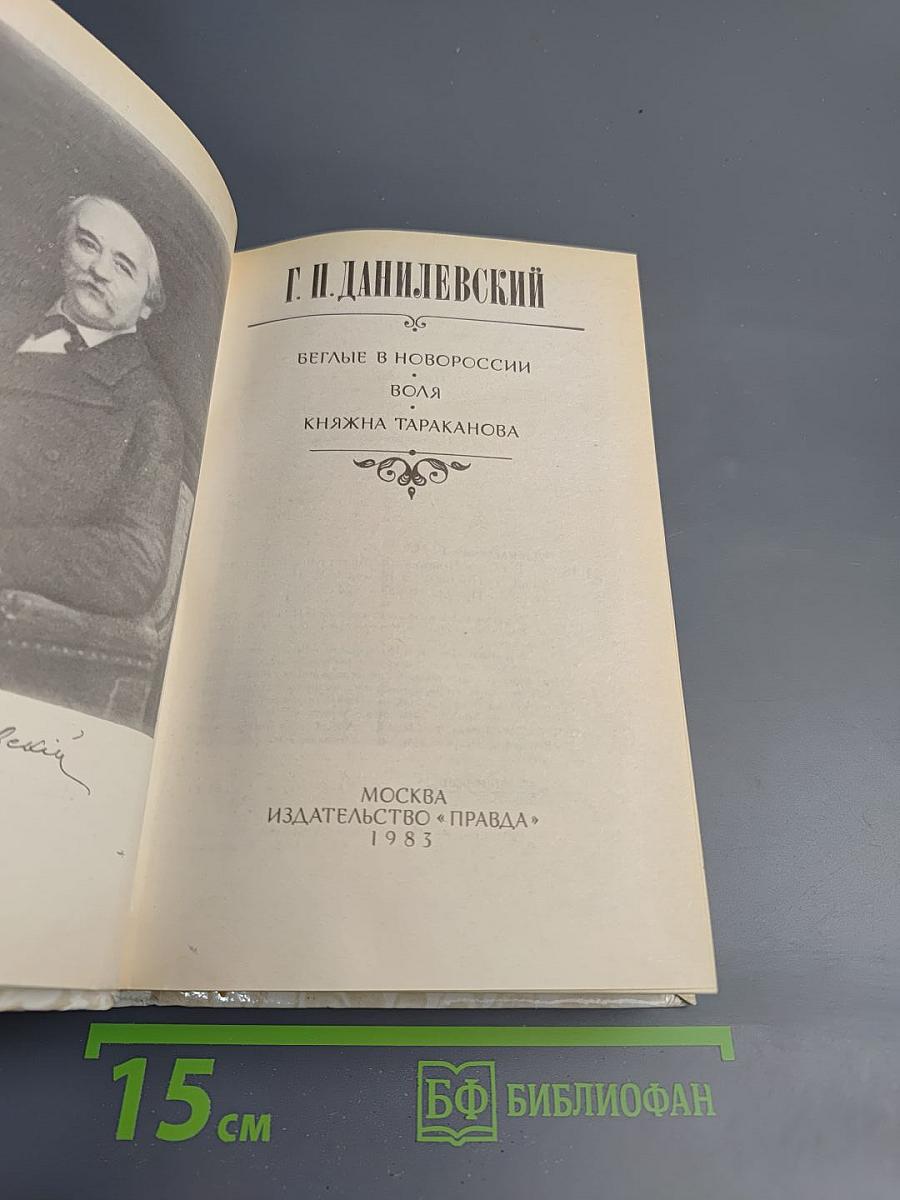 Г. П. ДАНИЛЕВСКИЙ
БЕГЛЫЕ В НОВОРОССИИ
ВОЛЯ
КНЯЖНА ТАРАКАНОВА
МОСКВА
ИЗДАТЕЛЬСТВО «ПРАВДА»
1983
15 см
БФ БИБЛИОФАН